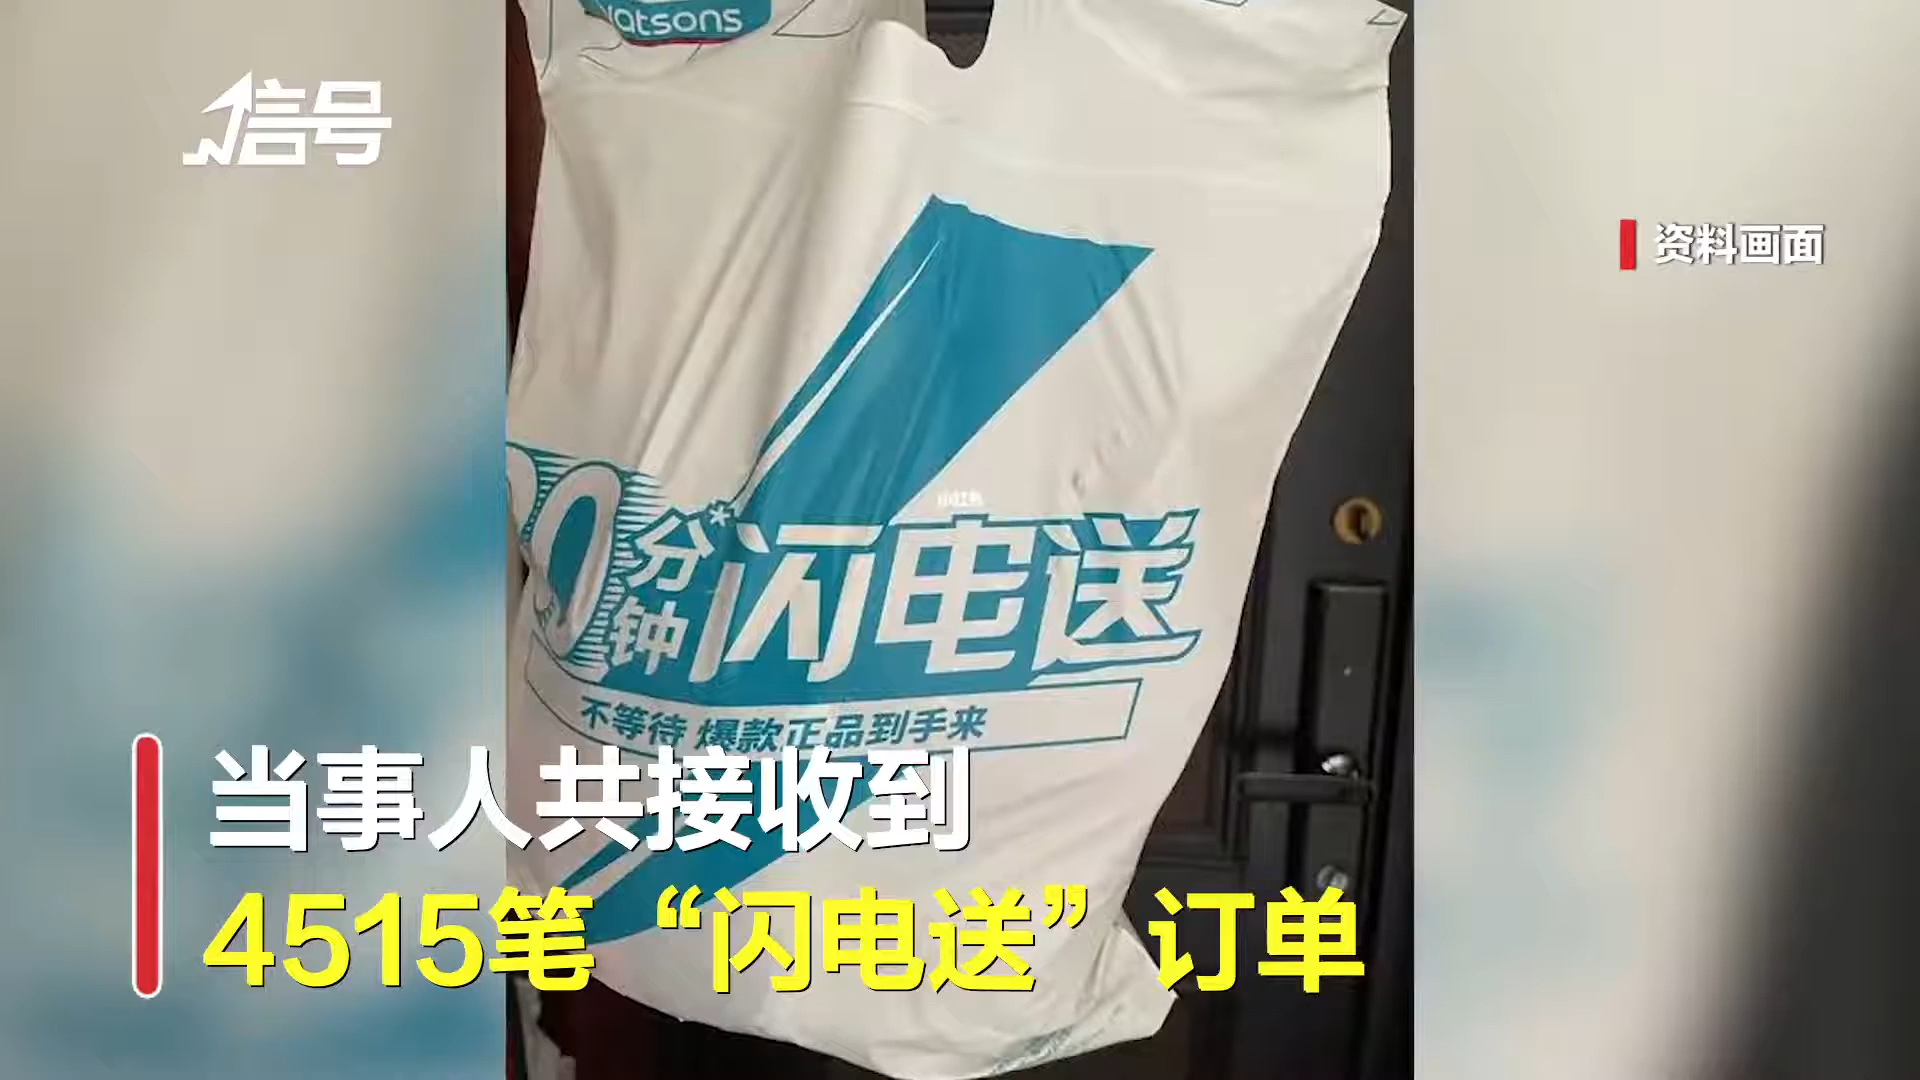 watsons
信号
资料画面
分钟
闪电送
不等待 爆款正品到手来
当事人共接收到
4515笔“闪电送”订单